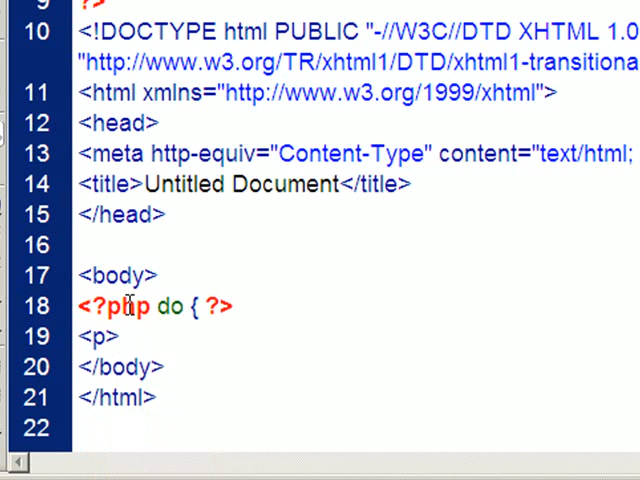 9 ?>
10 <!DOCTYPE html PUBLIC "-//W3C//DTD XHTML 1.0
"http://www.w3.org/TR/xhtml1/DTD/xhtml1-transitiona
11 <html xmlns="http://www.w3.org/1999/xhtml">
12 <head>
13 <meta http-equiv="Content-Type" content="text/html;
14 <title>Untitled Document</title>
15 </head>
16
17 <body>
18 <?php do { ?>
19 <p>
20 </body>
21 </html>
22